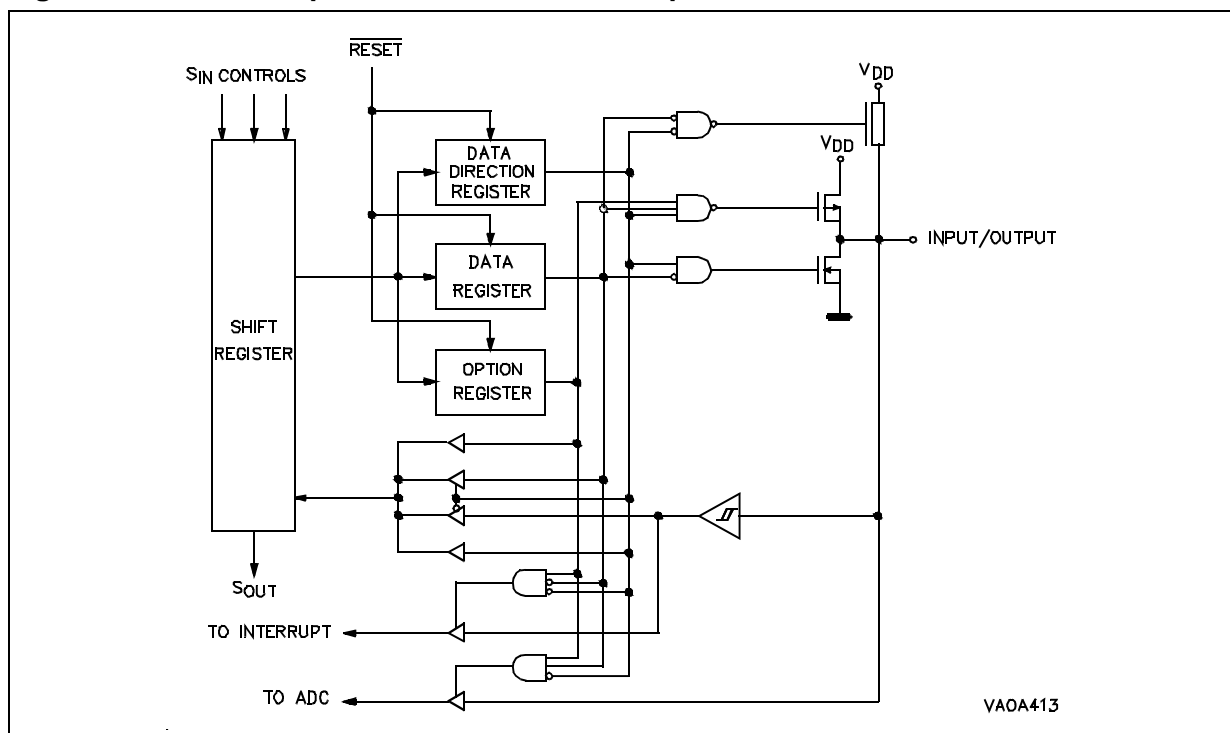 RESET
SIN CONTROLS
VDD
DATA
DIRECTION
REGISTER
VDD
INPUT/OUTPUT
DATA
REGISTER
SHIFT
REGISTER
OPTION
REGISTER
SOUT
TO INTERRUPT
TO ADC
VA0A413